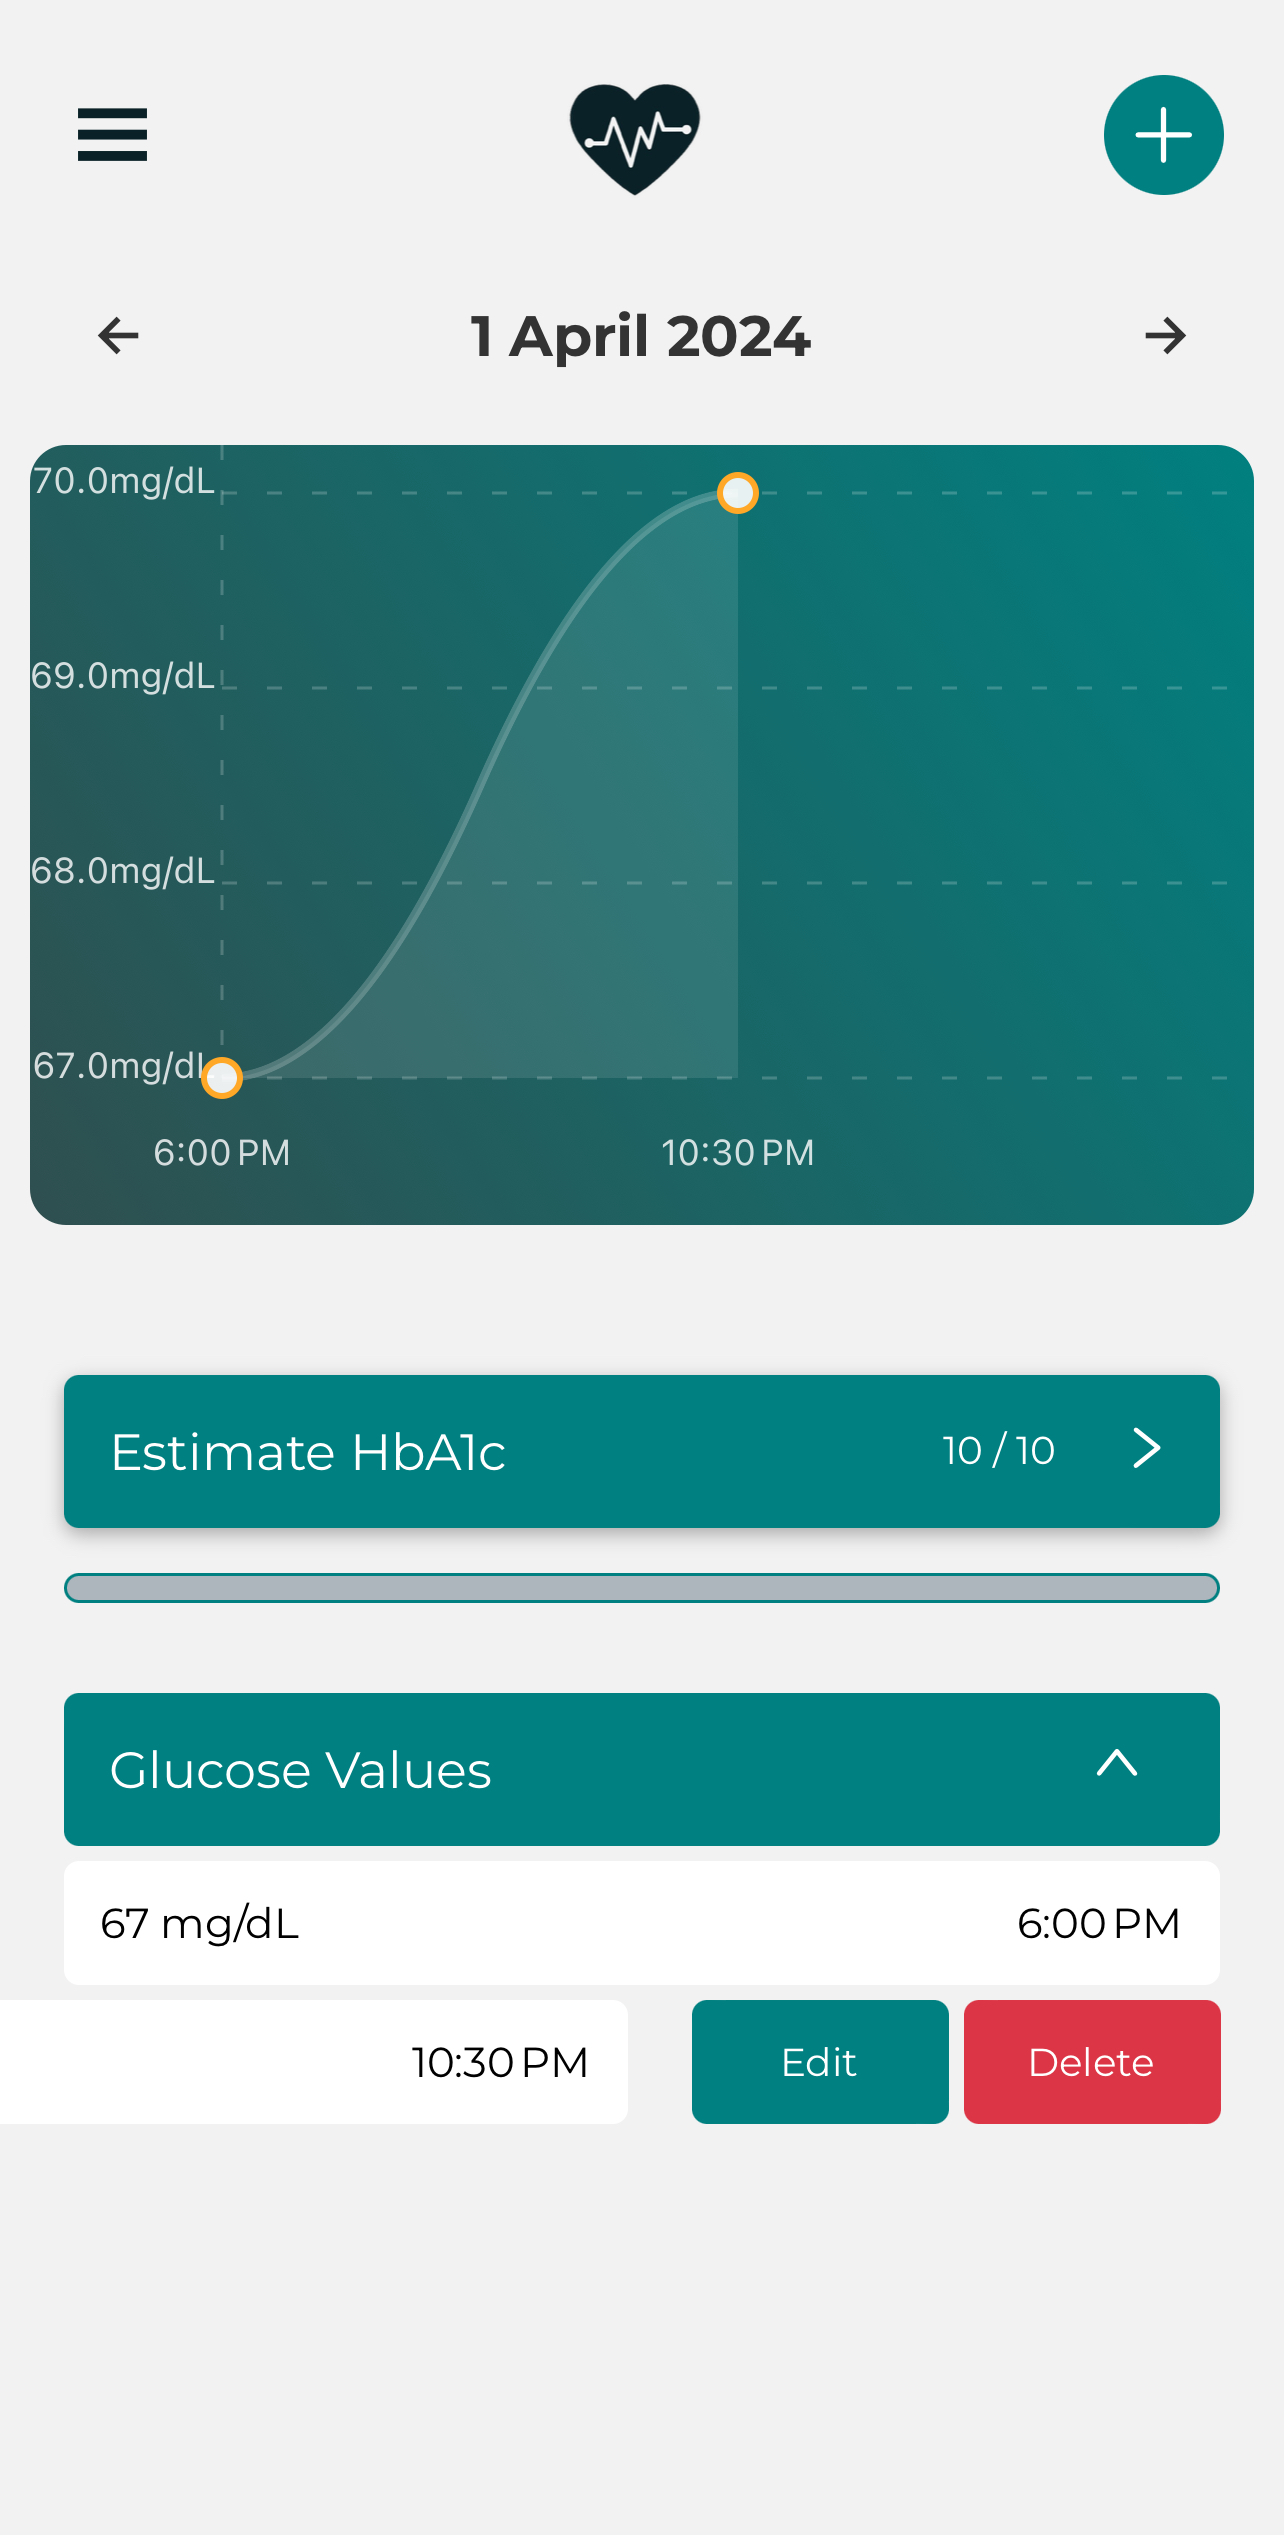 1 April 2024
70.0mg/dL
69.0mg/dL
68.0mg/dL
67.0mg/dL
6:00 PM 10:30 PM
Estimate HbA1c 10 / 10
Glucose Values
67 mg/dL 6:00 PM
10:30 PM Edit Delete